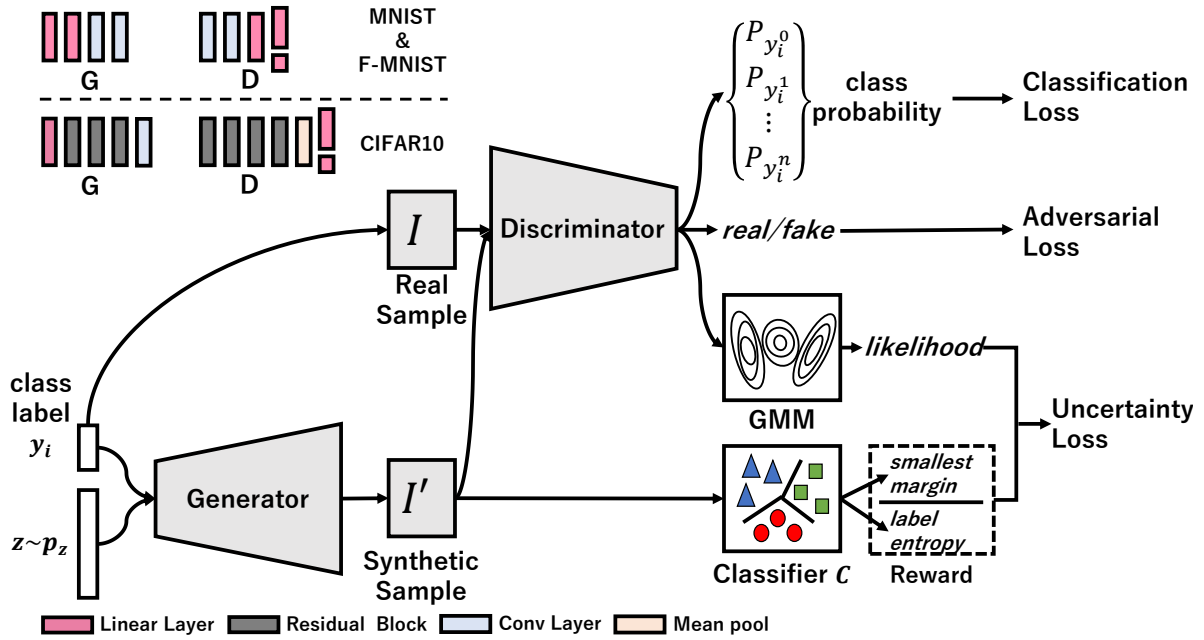 MNIST
&
F-MNIST
G
D
CIFAR10
G
D
P_{y_i^0}
P_{y_i^1}
⋮
P_{y_i^n}
class
probability
Classification
Loss
I
Real
Sample
Discriminator
real/fake
Adversarial
Loss
GMM
likelihood
Uncertainty
Loss
class
label
y_i
z~p_z
Generator
I'
Synthetic
Sample
Classifier C
smallest
margin
label
entropy
Reward
Linear Layer
Residual Block
Conv Layer
Mean pool